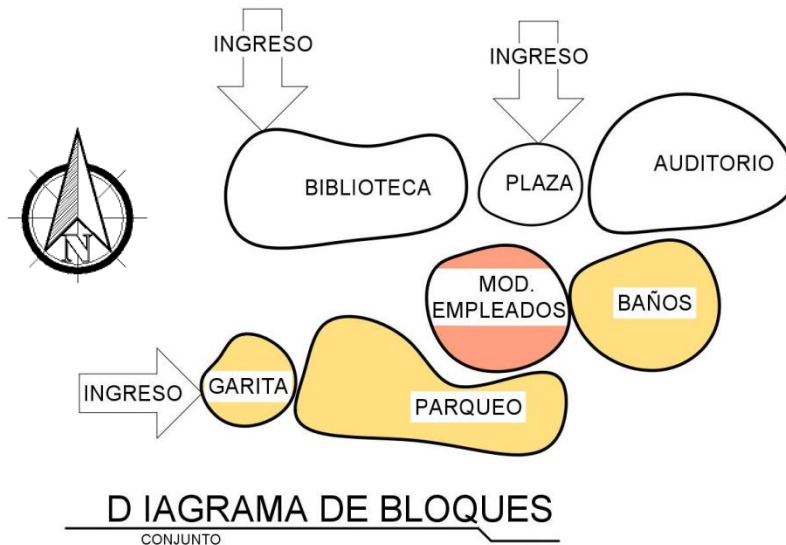 INGRESO
INGRESO
BIBLIOTECA
PLAZA
AUDITORIO
N
MOD.
EMPLEADOS
BAÑOS
INGRESO
GARITA
PARQUEO
D IAGRAMA DE BLOQUES
CONJUNTO